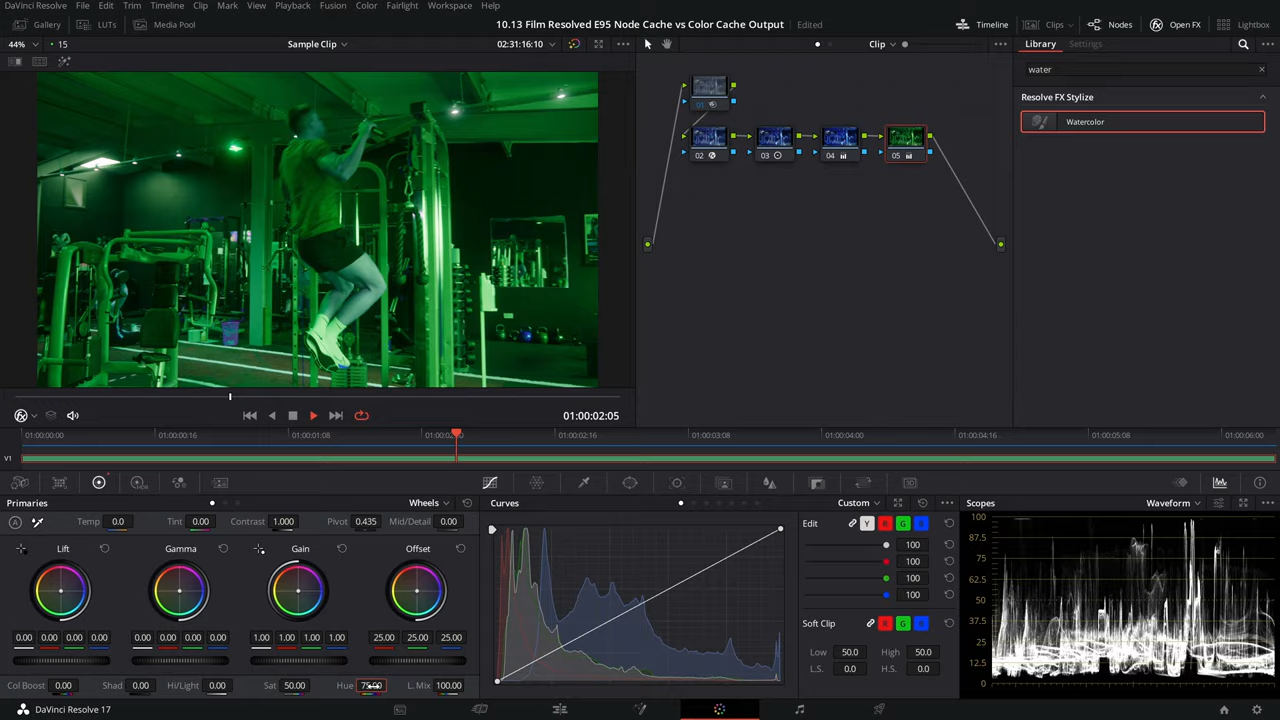 DaVinci Resolve File Edit Trim Timeline Clip Mark View Playback Fusion Color Fairlight Workspace Help
Gallery LUTs Media Pool 10.13 Film Resolved E95 Node Cache vs Color Cache Output Edited Timeline Clips Nodes Open FX Lightbox
44% 15 Sample Clip 02:31:16:10 Clip Library Settings
water
Resolve FX Stylize
Watercolor
01
02 03 04 05
01:00:02:05
01:00:00:00 01:00:00:16 01:00:01:08 01:00:02:16 01:00:03:08 01:00:04:00 01:00:04:16 01:00:05:08 01:00:06:00
V1
Primaries Wheels Curves Custom Scopes Waveform
Temp 0.0 Tint 0.00 Contrast 1.000 Pivot 0.435 Mid/Detail 0.00
Edit Y R G B
Lift Gamma Gain Offset
100
100
100
100
0.00 0.00 0.00 0.00 0.00 0.00 0.00 0.00 1.00 1.00 1.00 1.00 25.00 25.00 25.00
Soft Clip R G B
Low 50.0 High 50.0
L.S. 0.0 H.S. 0.0
Col Boost 0.00 Shad 0.00 Hi/Light 0.00 Sat 50.00 Hue L. Mix 100.00
100
87.5
75
62.5
50
37.5
25
12.5
0
DaVinci Resolve 17